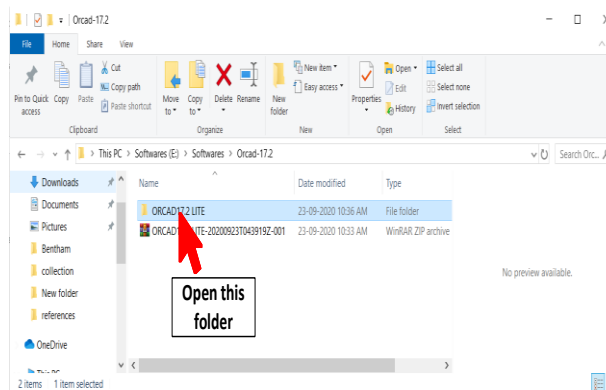 Orcad-17.2
File Home Share View
Pin to Quick access
Copy
Paste
Cut
Copy path
Paste shortcut
Move to
Copy to
Delete
Rename
New folder
New item
Easy access
Properties
Open
Edit
History
Select all
Select none
Invert selection
Clipboard Organize New Open Select
This PC > Softwares (E:) > Softwares > Orcad-17.2
Search Orc...
Downloads
Documents
Pictures
Bentham
collection
New folder
references
OneDrive
This PC
Name Date modified Type
ORCAD17.2 LITE 23-09-2020 10:36 AM File folder
LITE-20200923T043919Z-001 23-09-2020 10:33 AM WinRAR ZIP archive
No preview available.
Open this
folder
2 items 1 item selected